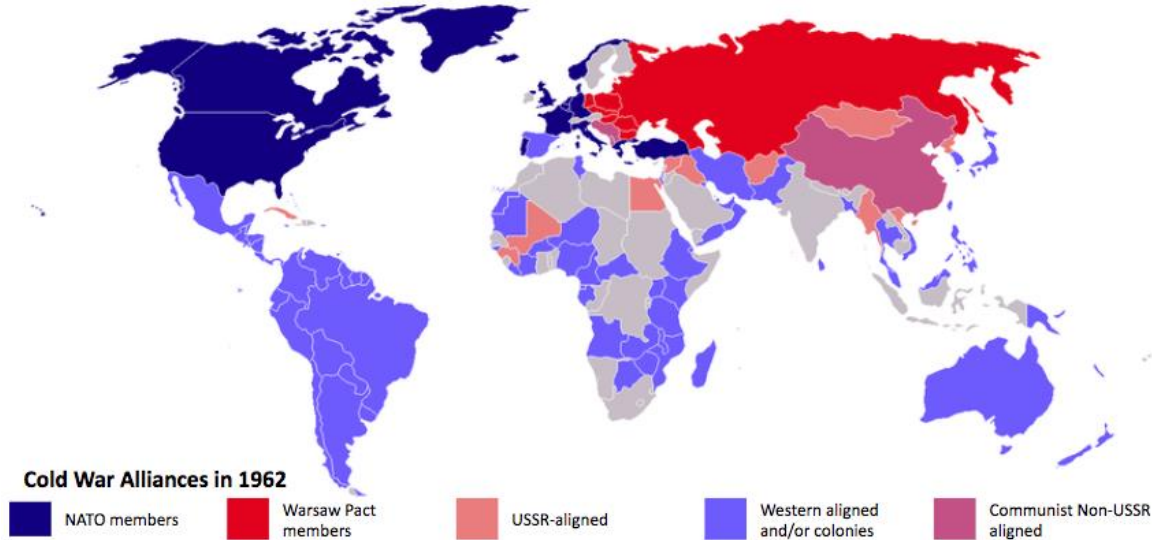 Cold War Alliances in 1962
NATO members
Warsaw Pact
members
USSR-aligned
Western aligned
and/or colonies
Communist Non-USSR
aligned